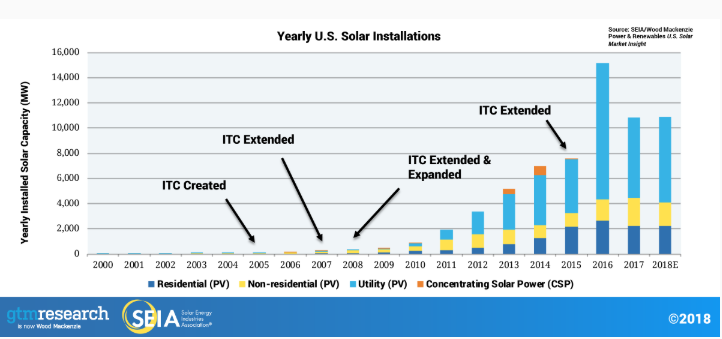 Yearly U.S. Solar Installations
Source: SEIA/Wood Mackenzie
Power & Renewables U.S. Solar
Market Insight
Yearly Installed Solar Capacity (MW)
16,000
14,000
12,000
10,000
8,000
6,000
4,000
2,000
0
ITC Created
ITC Extended
ITC Extended &
Expanded
ITC Extended
2000 2001 2002 2003 2004 2005 2006 2007 2008 2009 2010 2011 2012 2013 2014 2015 2016 2017 2018E
Residential (PV) Non-residential (PV) Utility (PV) Concentrating Solar Power (CSP)
gtmresearch
is now Wood Mackenzie
SEIA
Solar Energy
Industries
Association®
©2018